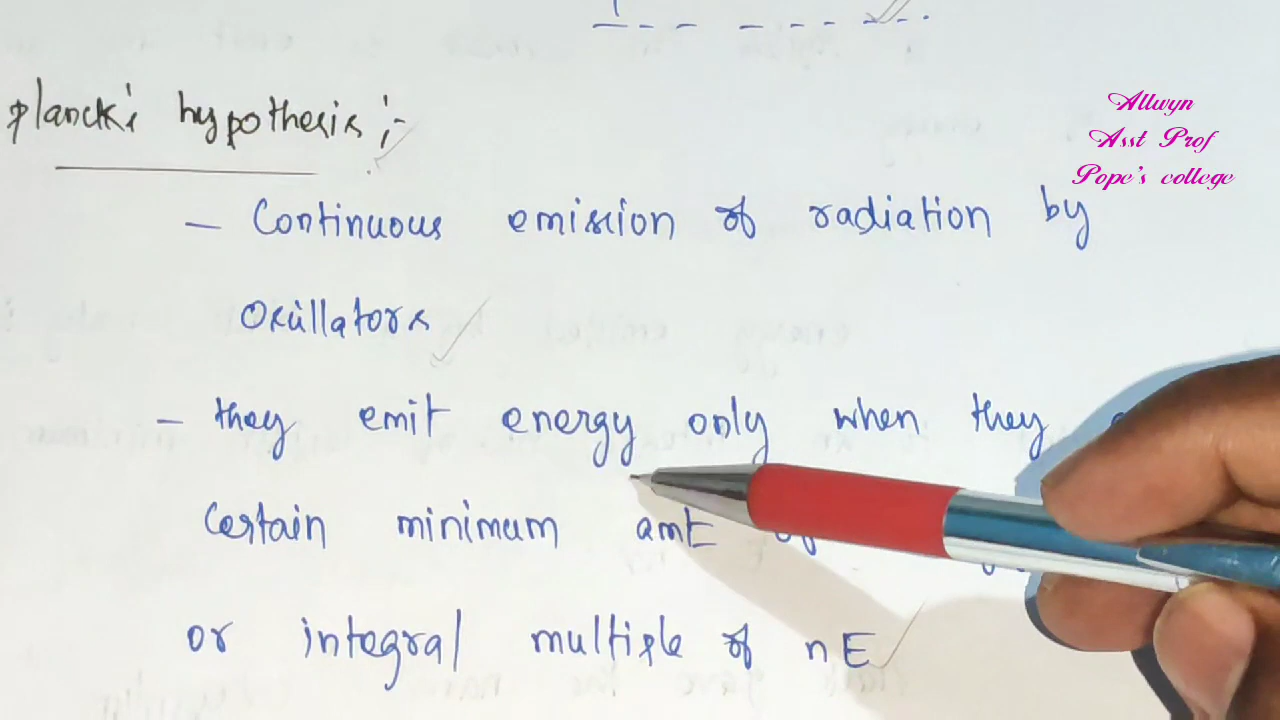 Planck's hypothesis :-
Allwyn
Asst Prof
Pope's college
– Continuous emission of radiation by
oscillators
– they emit energy only when they
certain minimum amt of
or integral multiple of nE